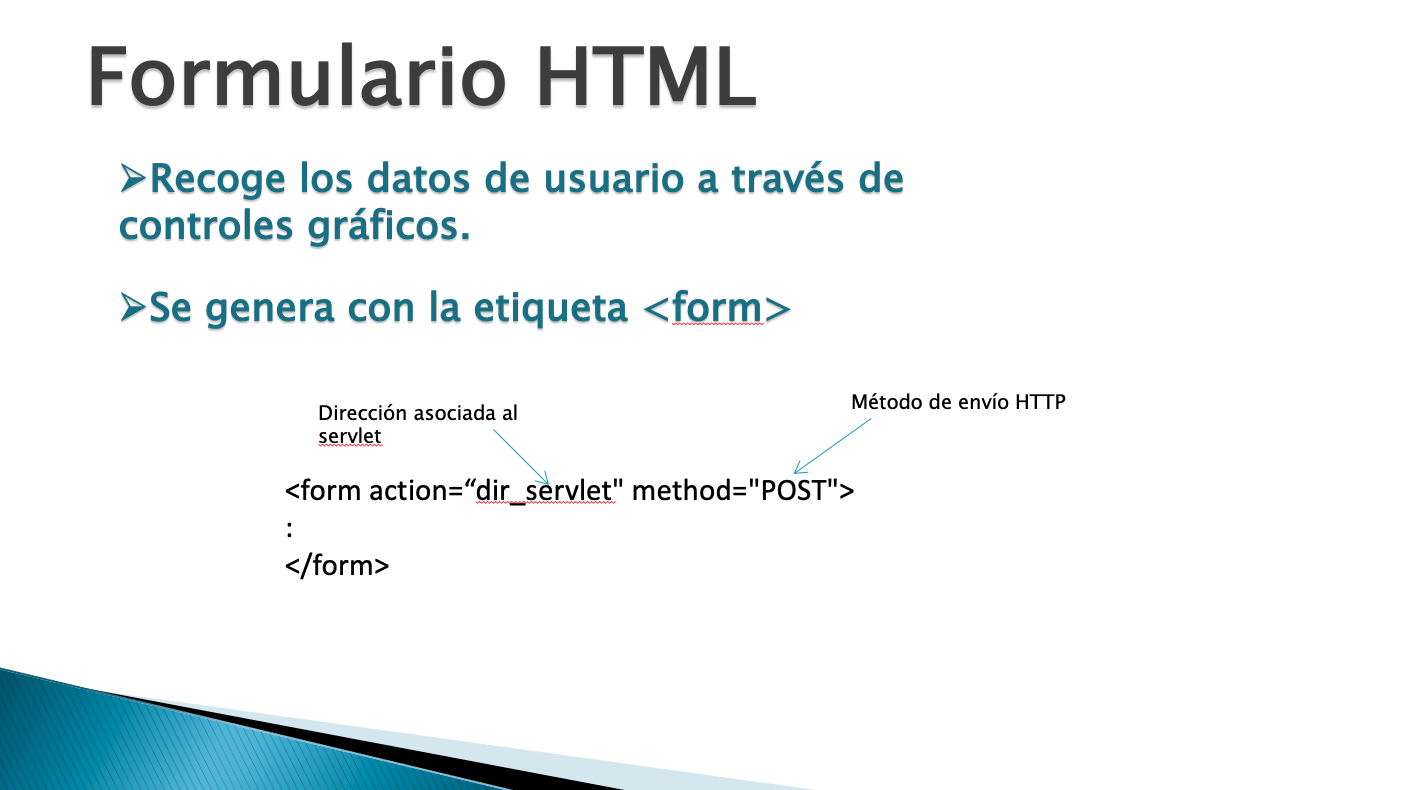 Formulario HTML
➢Recoge los datos de usuario a través de
controles gráficos.
➢Se genera con la etiqueta <form>
Dirección asociada al
servlet
Método de envío HTTP
<form action=“dir_servlet" method="POST">
:
</form>